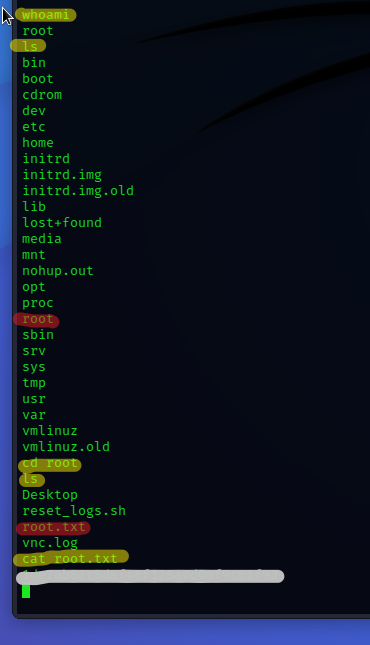 whoami
root
ls
bin
boot
cdrom
dev
etc
home
initrd
initrd.img
initrd.img.old
lib
lost+found
media
mnt
nohup.out
opt
proc
root
sbin
srv
sys
tmp
usr
var
vmlinuz
vmlinuz.old
cd root
ls
Desktop
reset_logs.sh
root.txt
vnc.log
cat root.txt